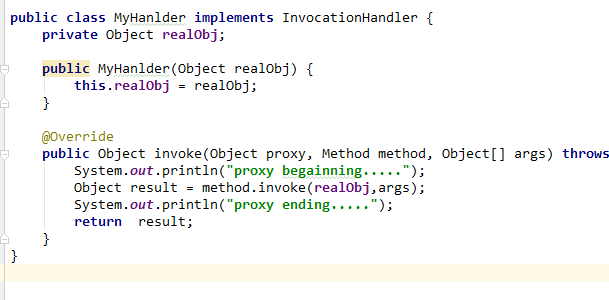 public class MyHanlder implements InvocationHandler {
    private Object realObj;
    public MyHanlder(Object realObj) {
        this.realObj = realObj;
    }
    @Override
    public Object invoke(Object proxy, Method method, Object[] args) throws
        System.out.println("proxy begainning.....");
        Object result = method.invoke(realObj,args);
        System.out.println("proxy ending.....");
        return  result;
    }
}